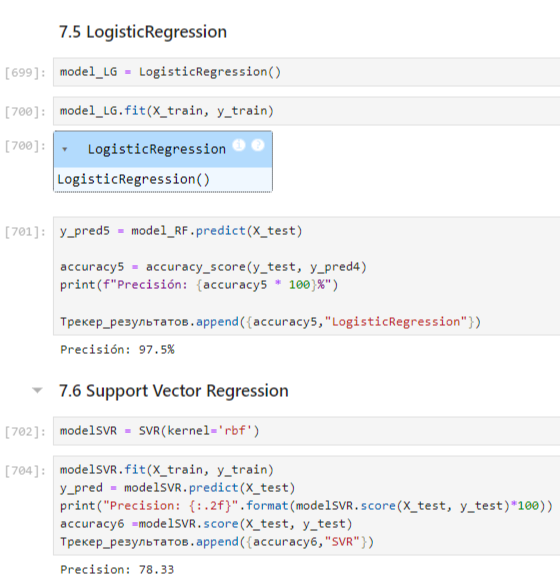 7.5 LogisticRegression
[699]: model_LG = LogisticRegression()
[700]: model_LG.fit(X_train, y_train)
[700]: ▾ LogisticRegression i ?
LogisticRegression()
[701]: y_pred5 = model_RF.predict(X_test)
accuracy5 = accuracy_score(y_test, y_pred4)
print(f"Precisión: {accuracy5 * 100}%")
Трекер_результатов.append({accuracy5,"LogisticRegression"})
Precisión: 97.5%
7.6 Support Vector Regression
[702]: modelSVR = SVR(kernel='rbf')
[704]: modelSVR.fit(X_train, y_train)
y_pred = modelSVR.predict(X_test)
print("Precision: {:.2f}".format(modelSVR.score(X_test, y_test)*100))
accuracy6 =modelSVR.score(X_test, y_test)
Трекер_результатов.append({accuracy6,"SVR"})
Precision: 78.33